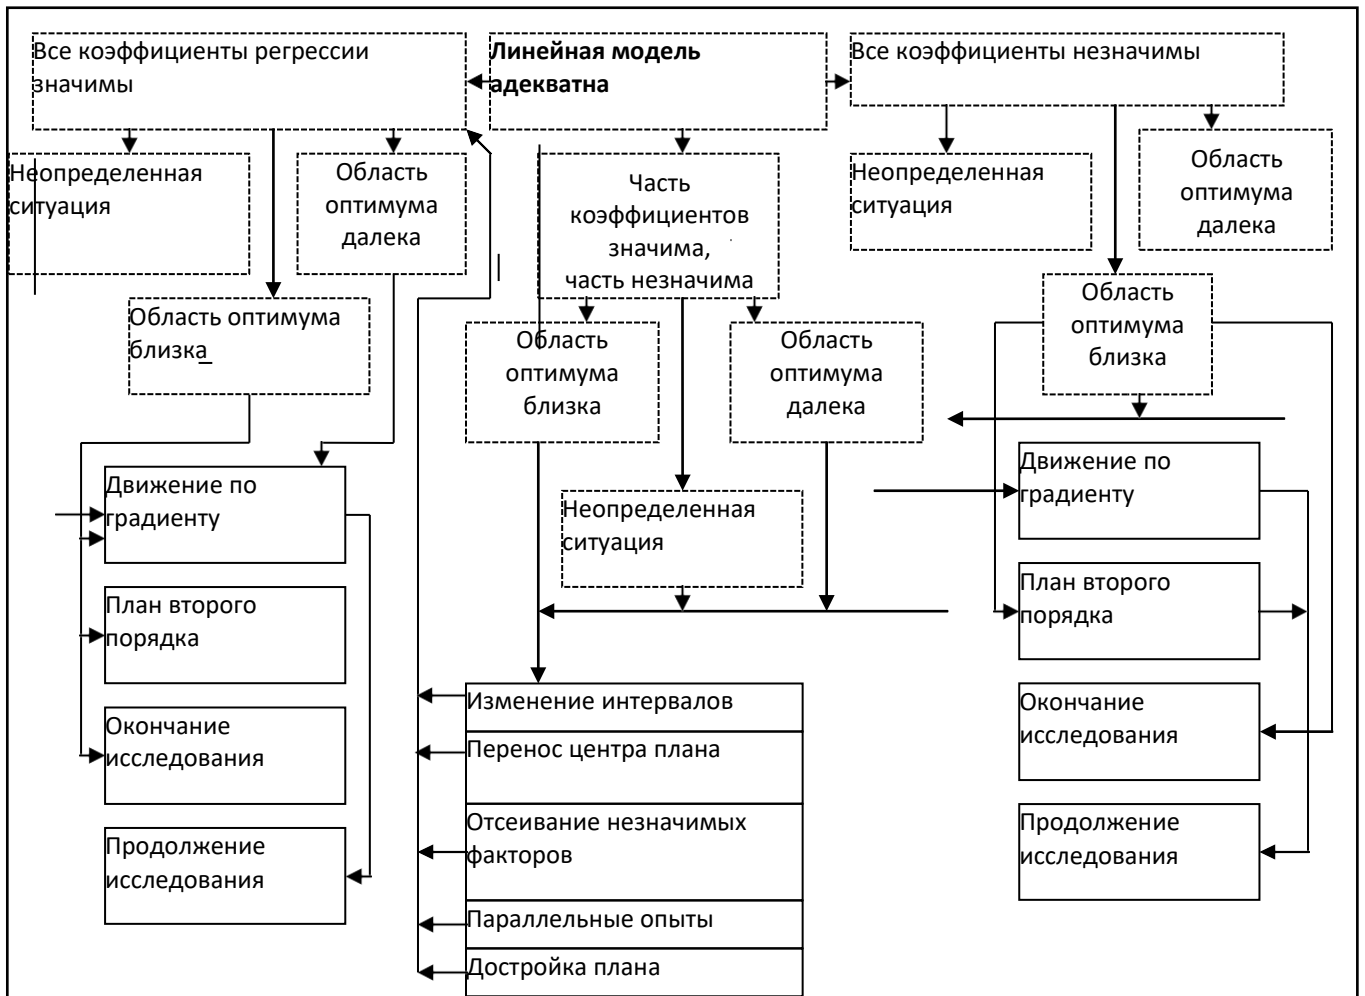 Все коэффициенты регрессии
значимы
Линейная модель
адекватна
Все коэффициенты незначимы
Неопределенная
ситуация
Область
оптимума
далека
Часть
коэффициентов
значима,
часть незначима
Неопределенная
ситуация
Область
оптимума
далека
Область оптимума
близка
Область
оптимума
близка
Область
оптимума
далека
Область
оптимума
близка
Движение по
градиенту
Неопределенная
ситуация
Движение по
градиенту
План второго
порядка
План второго
порядка
Окончание
исследования
Изменение интервалов
Перенос центра плана
Отсеивание незначимых
факторов
Параллельные опыты
Достройка плана
Окончание
исследования
Продолжение
исследования
Продолжение
исследования